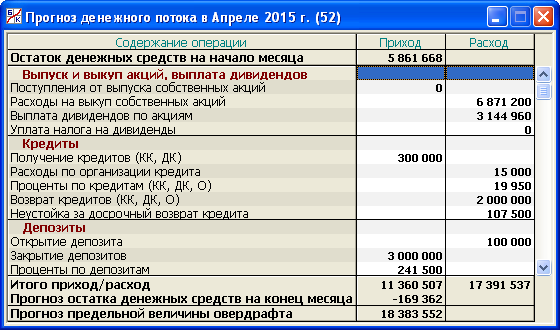 Прогноз денежного потока в Апреле 2015 г. (52)
Содержание операции Приход Расход
Остаток денежных средств на начало месяца 5 861 668
Выпуск и выкуп акций, выплата дивидендов
Поступления от выпуска собственных акций 0
Расходы на выкуп собственных акций 6 871 200
Выплата дивидендов по акциям 3 144 960
Уплата налога на дивиденды 0
Кредиты
Получение кредитов (КК, ДК) 300 000
Расходы по организации кредита 15 000
Проценты по кредитам (КК, ДК, О) 19 950
Возврат кредитов (КК, ДК, О) 2 000 000
Неустойка за досрочный возврат кредита 107 500
Депозиты
Открытие депозита 100 000
Закрытие депозитов 3 000 000
Проценты по депозитам 241 500
Итого приход/расход 11 360 507 17 391 537
Прогноз остатка денежных средств на конец месяца -169 362
Прогноз предельной величины овердрафта 18 383 552